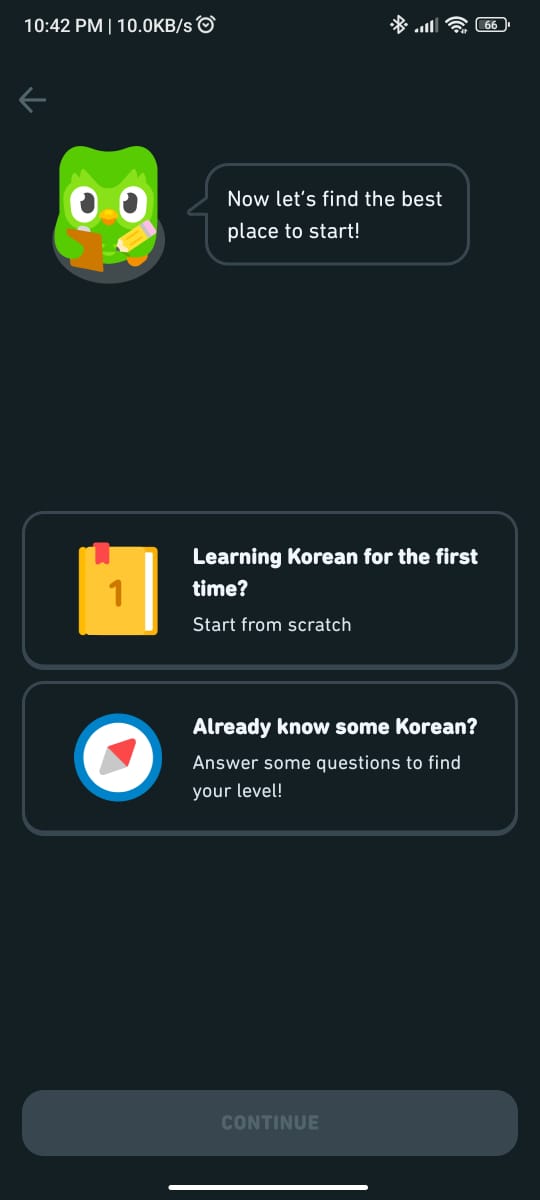 10:42 PM | 10.0KB/s
66
Now let's find the best
place to start!
1
Learning Korean for the first
time?
Start from scratch
Already know some Korean?
Answer some questions to find
your level!
CONTINUE